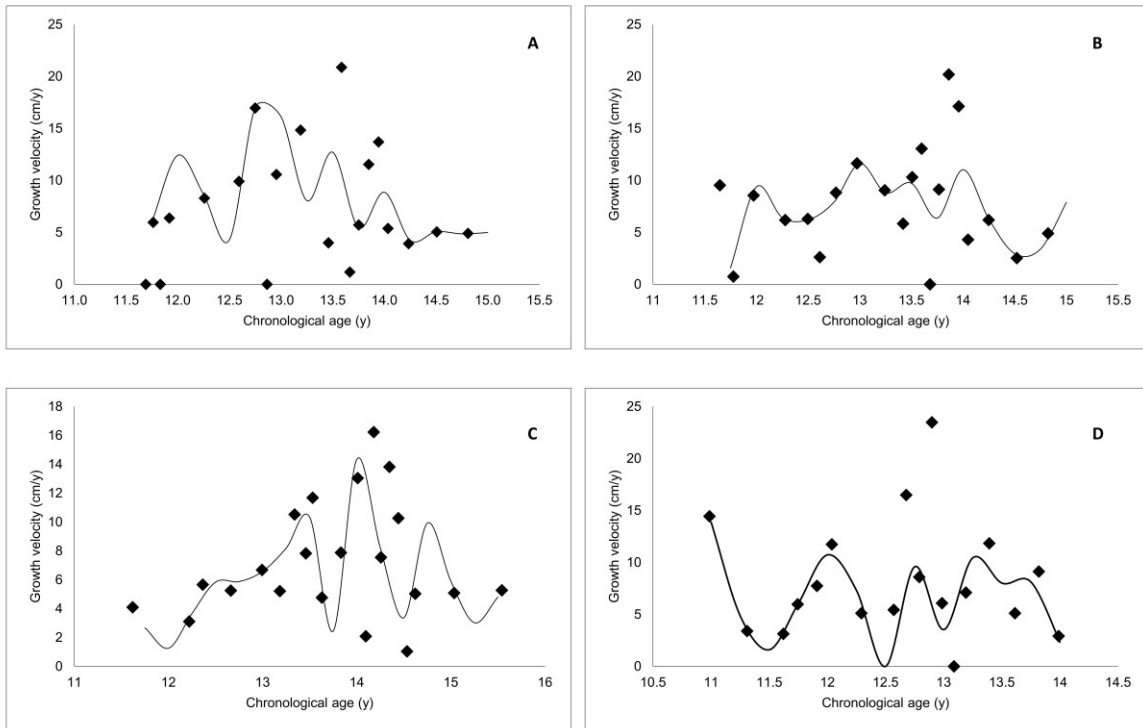 25
20
15
10
5
0
11.0 11.5 12.0 12.5 13.0 13.5 14.0 14.5 15.0 15.5
Growth velocity (cm/y)
Chronological age (y)
A
25
20
15
10
5
0
11 11.5 12 12.5 13 13.5 14 14.5 15 15.5
Growth velocity (cm/y)
Chronological age (y)
B
18
16
14
12
10
8
6
4
2
0
11 12 13 14 15 16
Growth velocity (cm/y)
Chronological age (y)
C
25
20
15
10
5
0
10.5 11 11.5 12 12.5 13 13.5 14 14.5
Growth velocity (cm/y)
Chronological age (y)
D